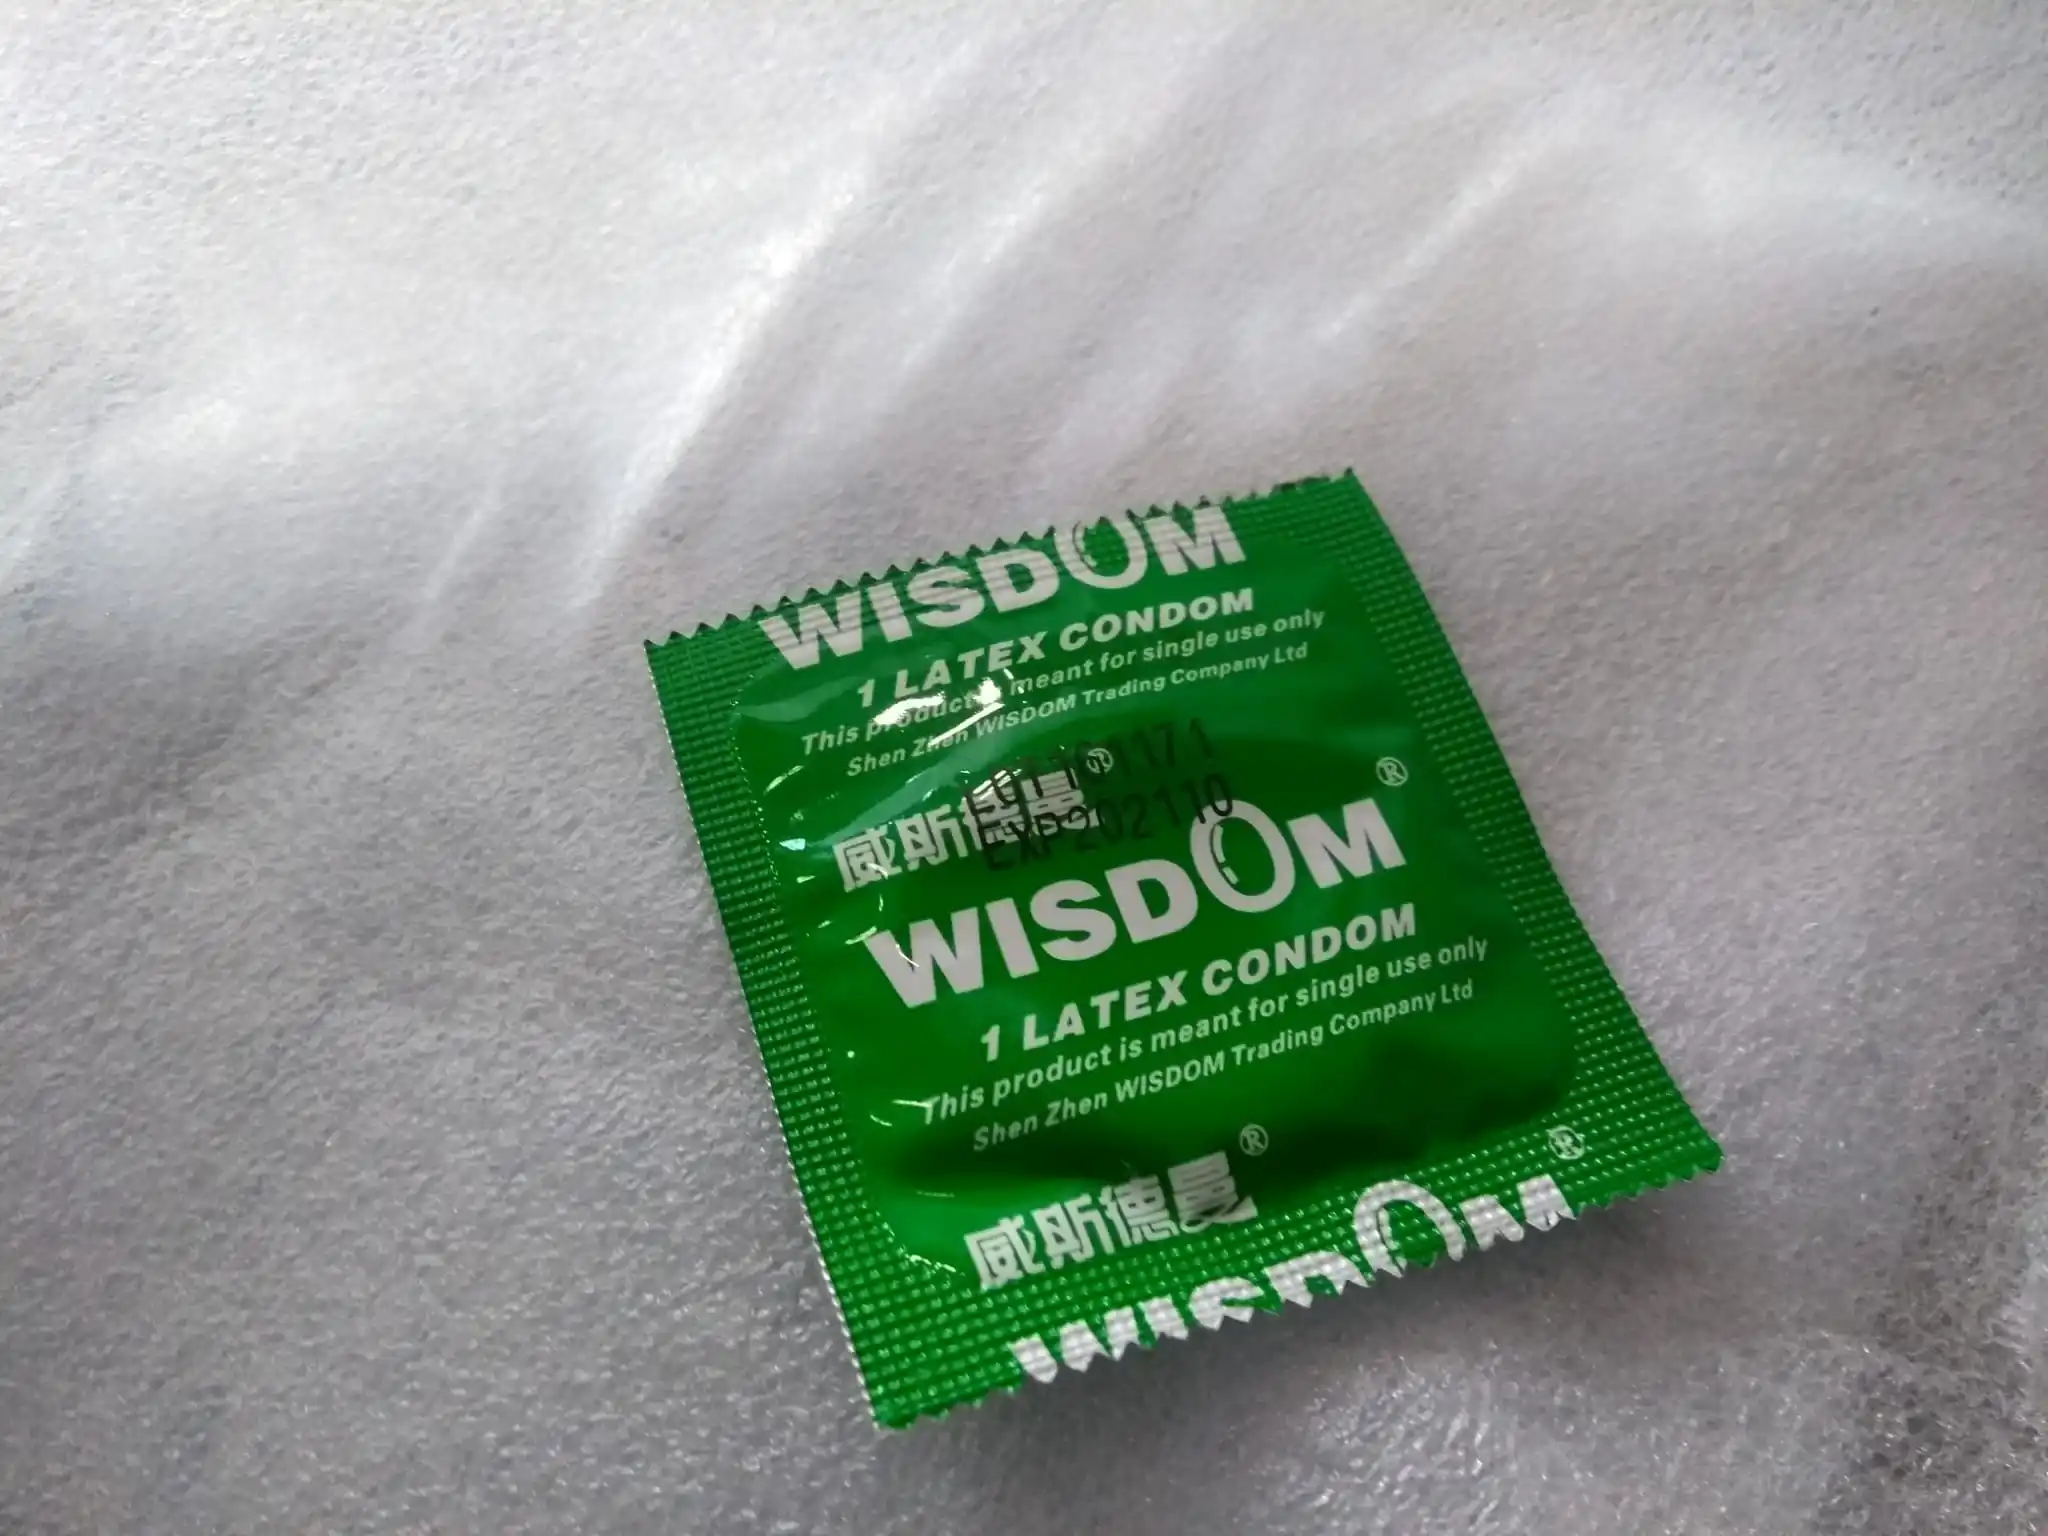 WISDOM
1 LATEX CONDOM
This product is meant for single use only
Shen Zhen WISDOM Trading Company Ltd
威斯德曼®
EXP202110
WISDOM®
1 LATEX CONDOM
This product is meant for single use only
Shen Zhen WISDOM Trading Company Ltd
威斯德曼®
WISDOM®